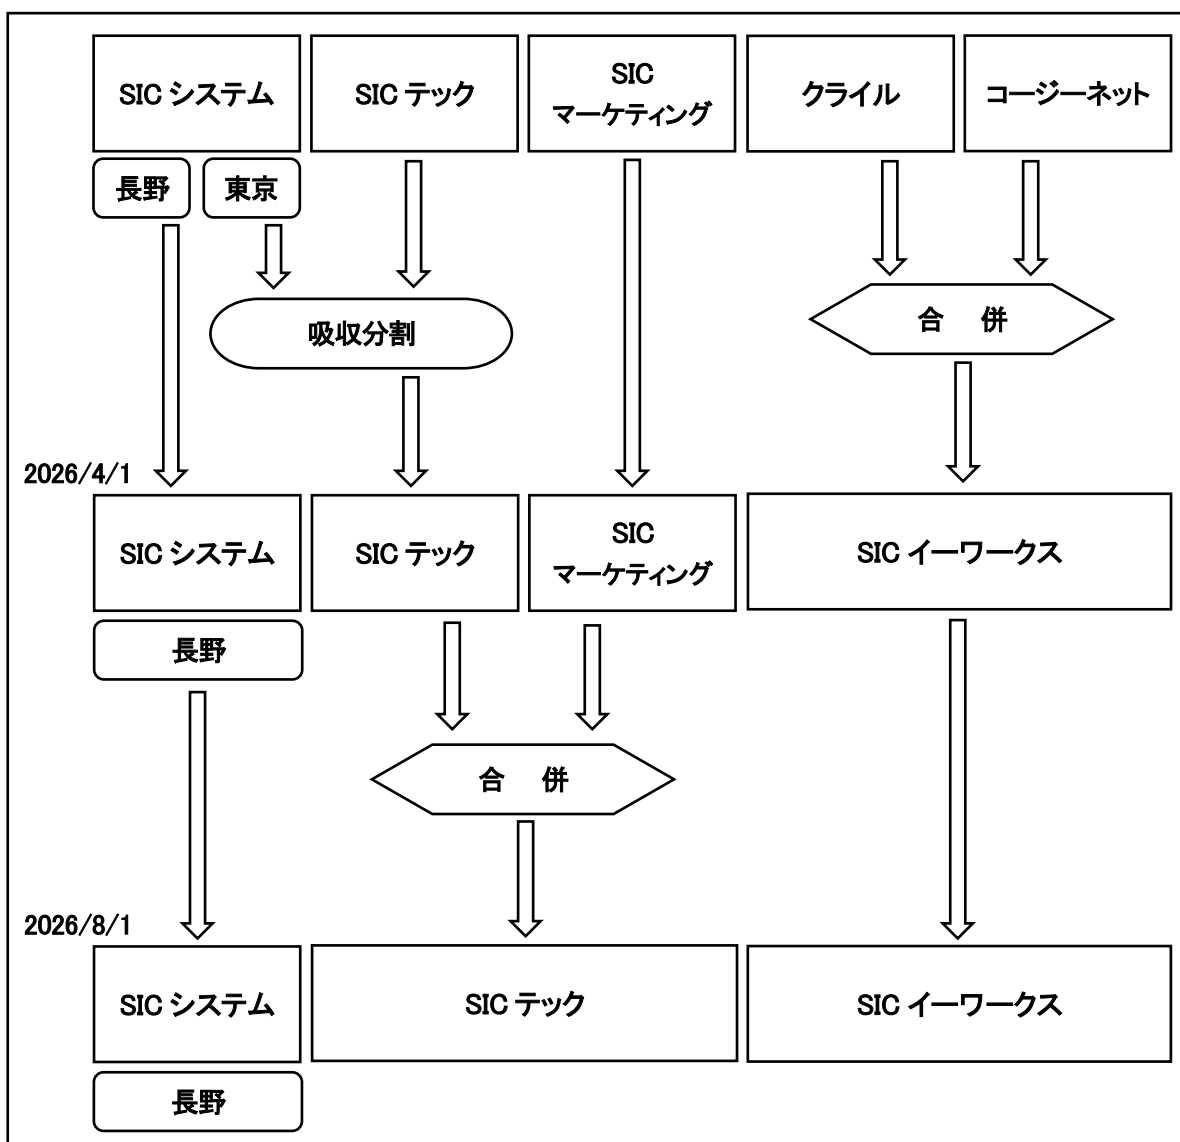 SIC システム
SIC テック
SIC
マーケティング
クライル
コージーネット
長野
東京
吸収分割
合 併
2026/4/1
SIC システム
SIC テック
SIC
マーケティング
SIC イーワークス
長野
合 併
2026/8/1
SIC システム
SIC テック
SIC イーワークス
長野